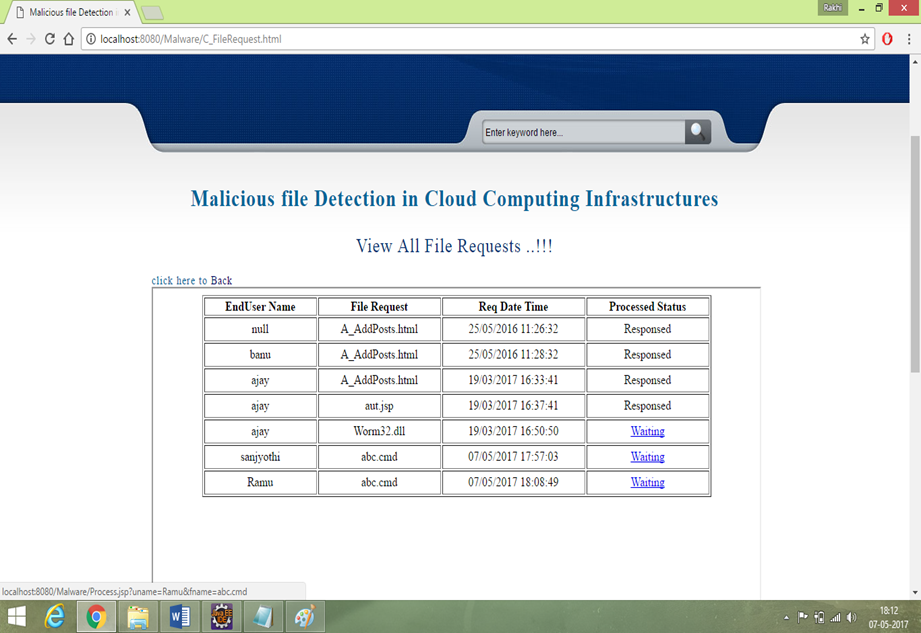 Malicious file Detection
Rakhi
localhost:8080/Malware/C_FileRequest.html
Enter keyword here...
Malicious file Detection in Cloud Computing Infrastructures
View All File Requests ..!!!
click here to Back
EndUser Name File Request Req Date Time Processed Status
null A_AddPosts.html 25/05/2016 11:26:32 Responsed
banu A_AddPosts.html 25/05/2016 11:28:32 Responsed
ajay A_AddPosts.html 19/03/2017 16:33:41 Responsed
ajay aut.jsp 19/03/2017 16:37:41 Responsed
ajay Worm32.dll 19/03/2017 16:50:50 Waiting
sanjyothi abc.cmd 07/05/2017 17:57:03 Waiting
Ramu abc.cmd 07/05/2017 18:08:49 Waiting
localhost:8080/Malware/Process.jsp?uname=Ramu&fname=abc.cmd
18:12
07-05-2017